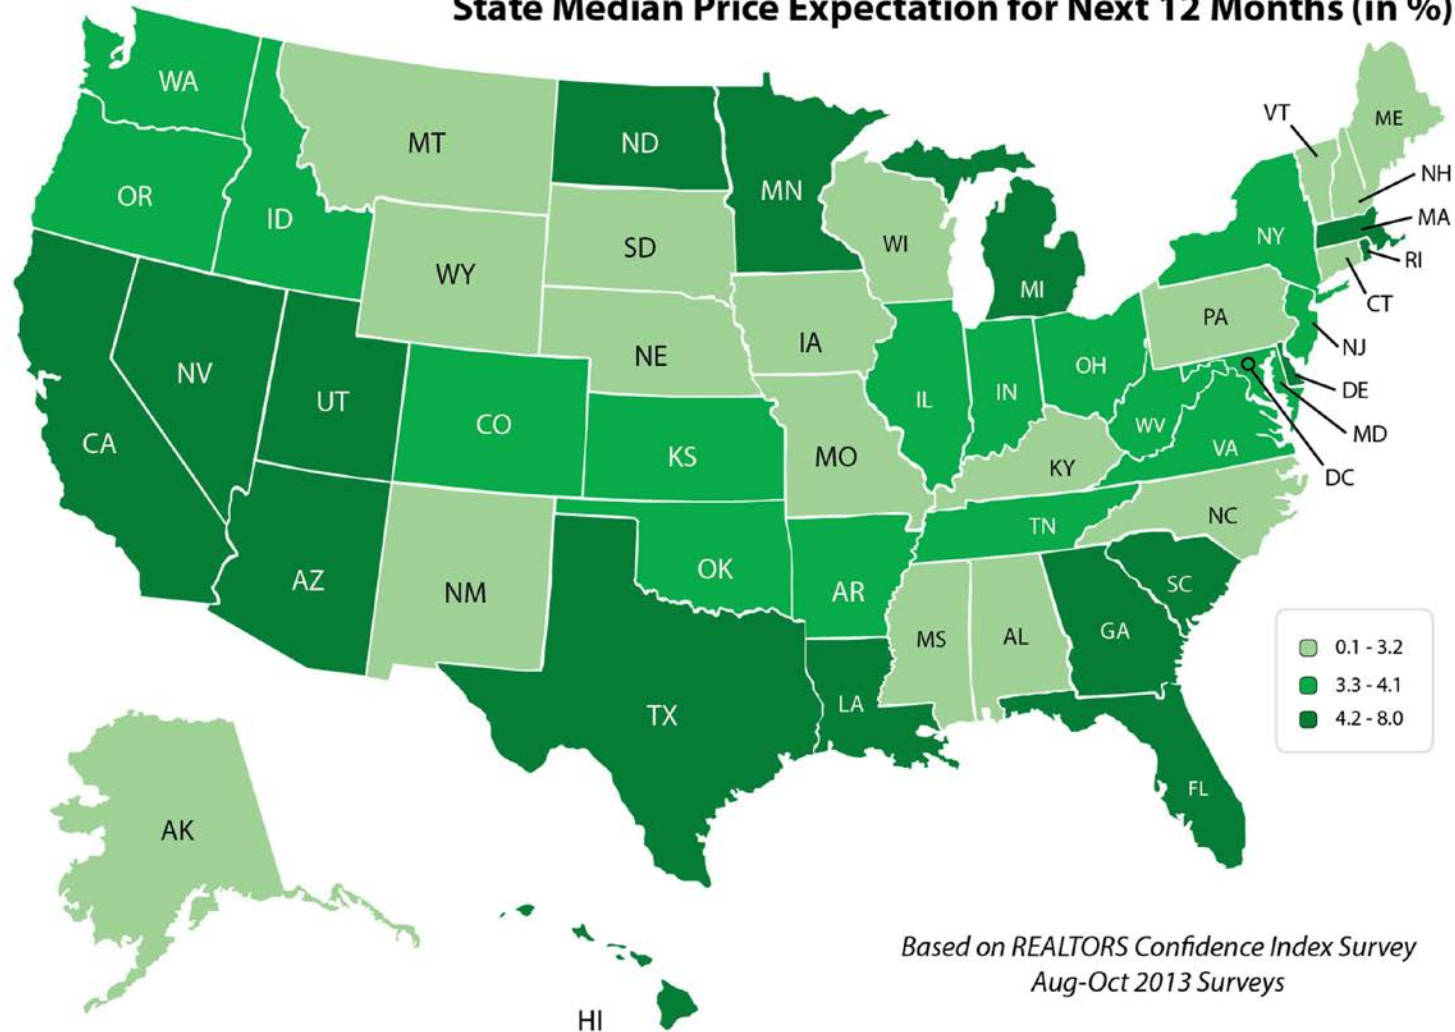 State Median Price Expectation for Next 12 Months (in %)
WA
MT
ND
MN
VT
ME
OR
ID
NH
MA
WY
SD
WI
NY
RI
MI
CT
PA
NV
NE
IA
NJ
UT
CO
IL
IN
OH
DE
CA
KS
MO
WV
VA
MD
KY
DC
AZ
NM
OK
AR
TN
NC
SC
MS
AL
GA
0.1 - 3.2
3.3 - 4.1
4.2 - 8.0
TX
LA
FL
AK
HI
Based on REALTORS Confidence Index Survey
Aug-Oct 2013 Surveys